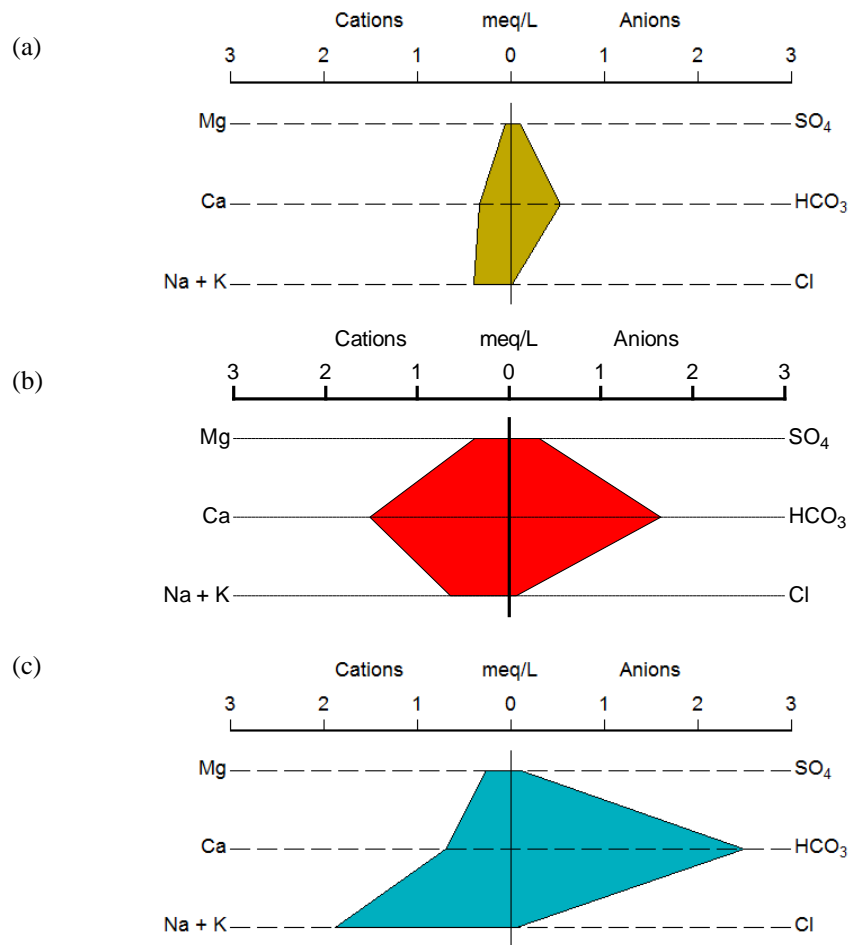 (a)
Cations meq/L Anions
3 2 1 0 1 2 3
Mg SO₄
Ca HCO₃
Na + K Cl
(b)
Cations meq/L Anions
3 2 1 0 1 2 3
Mg SO₄
Ca HCO₃
Na + K Cl
(c)
Cations meq/L Anions
3 2 1 0 1 2 3
Mg SO₄
Ca HCO₃
Na + K Cl